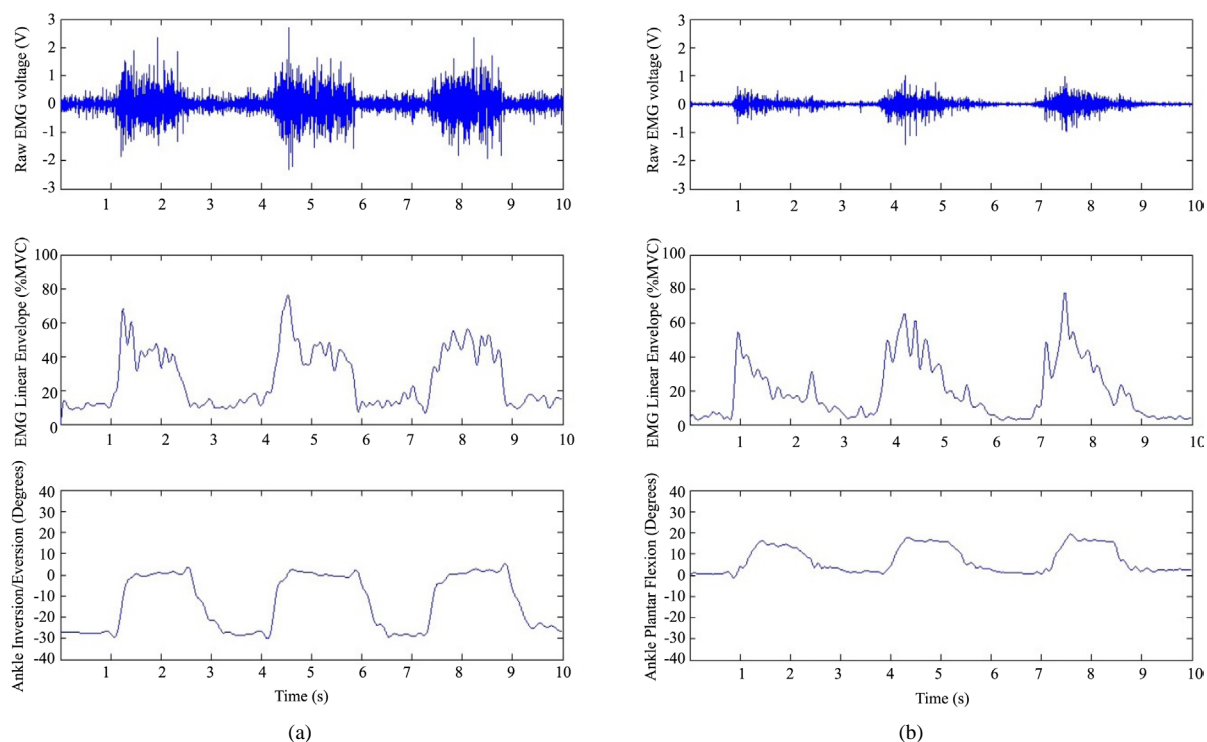 Raw EMG voltage (V)
3
2
1
0
-1
-2
-3
1 2 3 4 5 6 7 8 9 10
EMG Linear Envelope (%MVC)
100
80
60
40
20
0
1 2 3 4 5 6 7 8 9 10
Ankle Inversion/Eversion (Degrees)
40
30
20
10
0
-10
-20
-30
-40
1 2 3 4 5 6 7 8 9 10
Time (s)
(a)
Raw EMG voltage (V)
3
2
1
0
-1
-2
-3
1 2 3 4 5 6 7 8 9 10
EMG Linear Envelope (%MVC)
100
80
60
40
20
0
1 2 3 4 5 6 7 8 9 10
Ankle Plantar Flexion (Degrees)
40
30
20
10
0
-10
-20
-30
-40
1 2 3 4 5 6 7 8 9 10
Time (s)
(b)